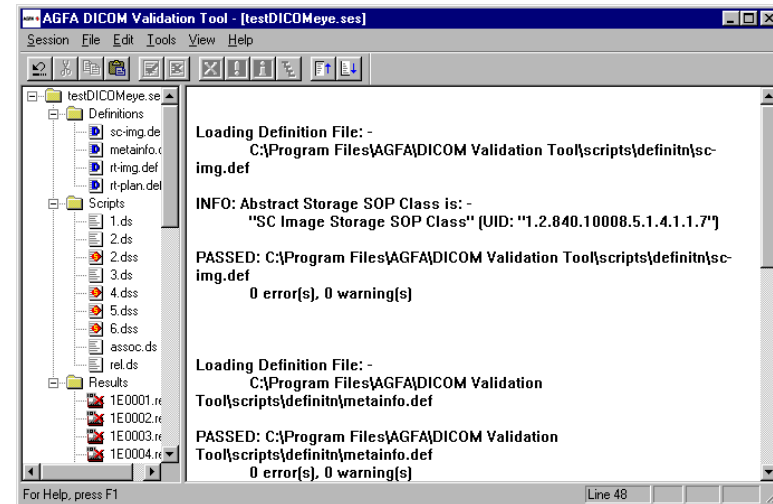 AGFA DICOM Validation Tool - [testDICOMeye.ses]
Session File Edit Tools View Help
testDICOMeye.se
Definitions
sc-img.de
metainfo.c
rt-img.def
rt-plan.del
Scripts
1.ds
2.ds
2.dss
3.ds
4.dss
5.dss
6.dss
assoc.ds
rel.ds
Results
1E0001.re
1E0002.re
1E0003.re
1E0004.re
Loading Definition File: -
C:\Program Files\AGFA\DICOM Validation Tool\scripts\definitn\sc-
img.def
INFO: Abstract Storage SOP Class is: -
"SC Image Storage SOP Class" (UID: "1.2.840.10008.5.1.4.1.1.7")
PASSED: C:\Program Files\AGFA\DICOM Validation Tool\scripts\definitn\sc-
img.def
0 error(s), 0 warning(s)
Loading Definition File: -
C:\Program Files\AGFA\DICOM Validation
Tool\scripts\definitn\metainfo.def
PASSED: C:\Program Files\AGFA\DICOM Validation
Tool\scripts\definitn\metainfo.def
0 error(s), 0 warning(s)
For Help, press F1
Line 48